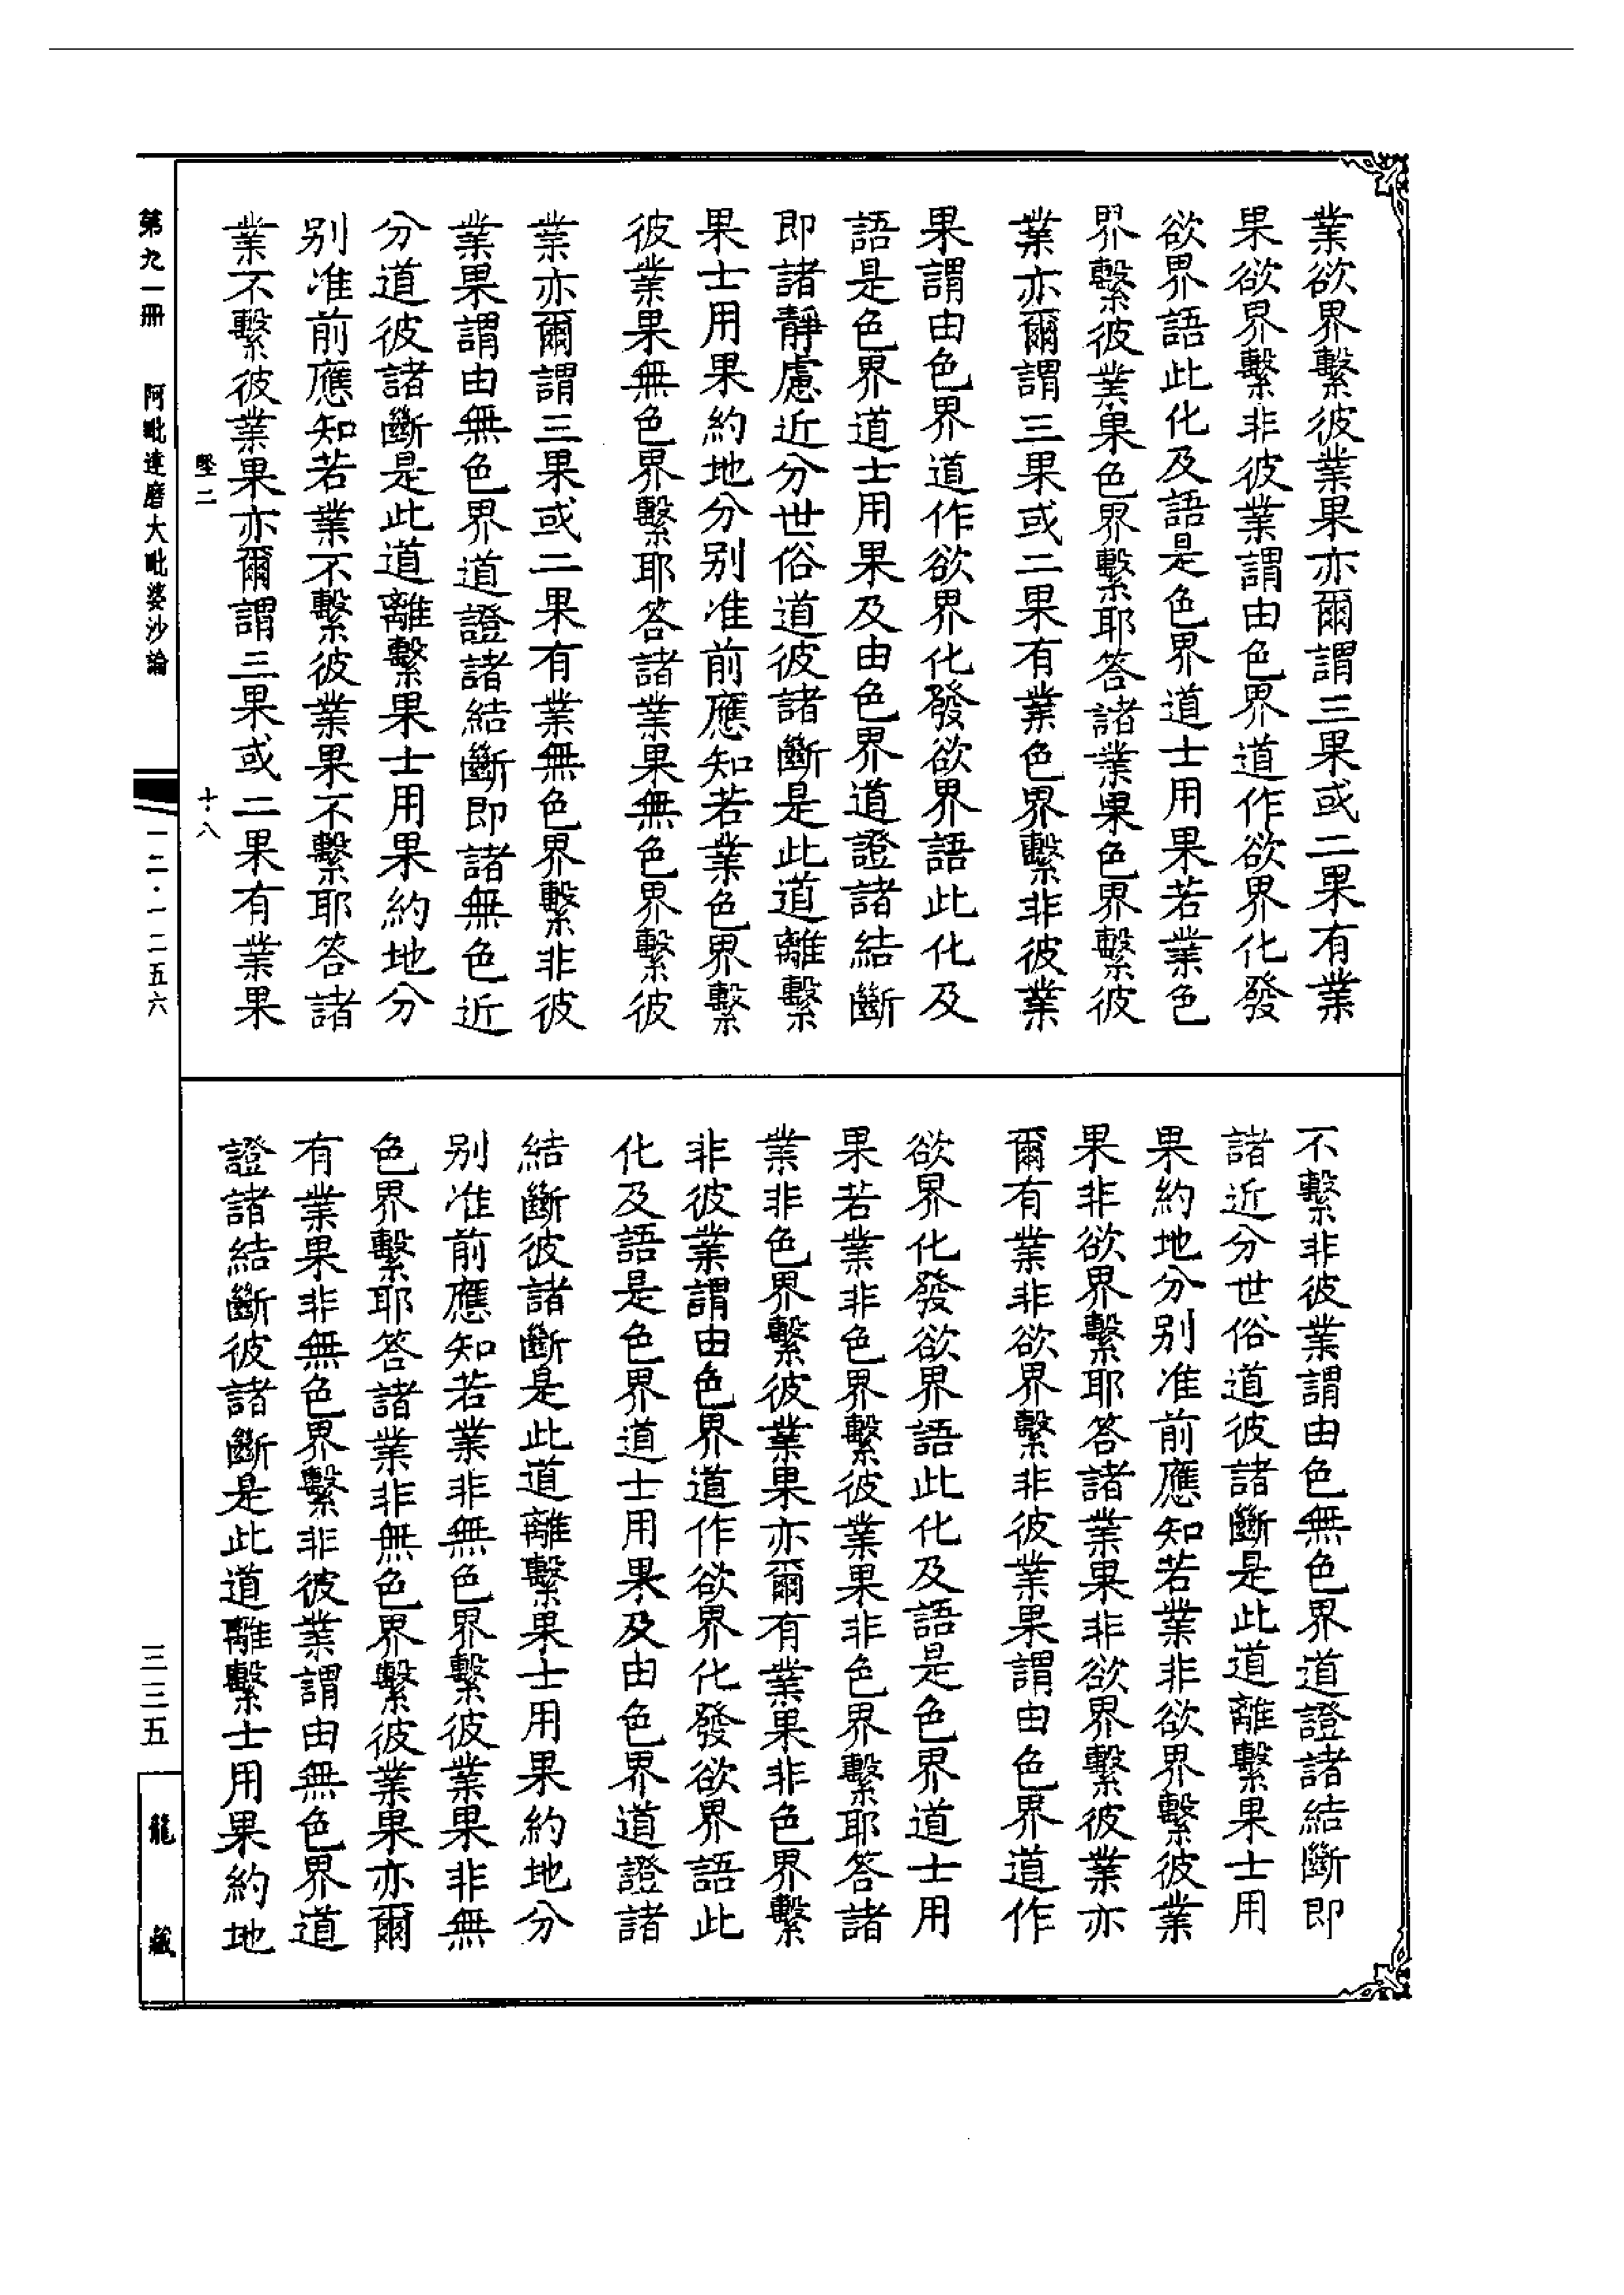 業欲界繫彼業果亦爾謂三果或二果有業
果欲界繫非彼業謂由色界道作欲界化發
欲界語此化及語是色界道士用果若業色
界繫彼業果色界繫耶答諸業果色界繫彼
業亦爾謂三果或二果有業色界繫非彼業
果謂由色界道作欲界化發欲界語此化及
語是色界道士用果及由色界道證諸結斷
即諸靜慮近分世俗道彼諸斷是此道離繫
果士用果約地分别准前應知若業色界繫
彼業果無色界繫耶答諸業果無色界繫彼
業亦爾謂三果或二果有業無色界繫非彼
業果謂由無色界道證諸結斷即諸無色近
分道彼諸斷是此道離繫果士用果約地分
别准前應知若業不繫彼業果不繫耶答諸
業不繫彼業果亦爾謂三果或二果有業果
不繫非彼業謂由色無色界道證諸結斷即
諸近分世俗道彼諸斷是此道離繫果士用
果約地分别准前應知若業非欲界繫彼業
果非欲界繫耶答諸業果非欲界繫彼業亦
爾有業非欲界繫非彼業果謂由色界道作
欲界化發欲界語此化及語是色界道士用
果若業非色界繫彼業果非色界繫耶答諸
業非色界繫彼業果亦爾有業果非色界繫
非彼業謂由色界道作欲界化發欲界語此
化及語是色界道士用果及由色界道證諸
結斷彼諸斷是此道離繫果士用果約地分
别准前應知若業非無色界繫彼業果非無
色界繫耶答諸業非無色界繫彼業果亦爾
有業果非無色界繫非彼業謂由無色界道
證諸結斷彼諸斷是此道離繫士用果約地
堅二
十八
第九一冊
阿毗達磨大毗婆沙論
一二·一二五六
三三五
龍藏